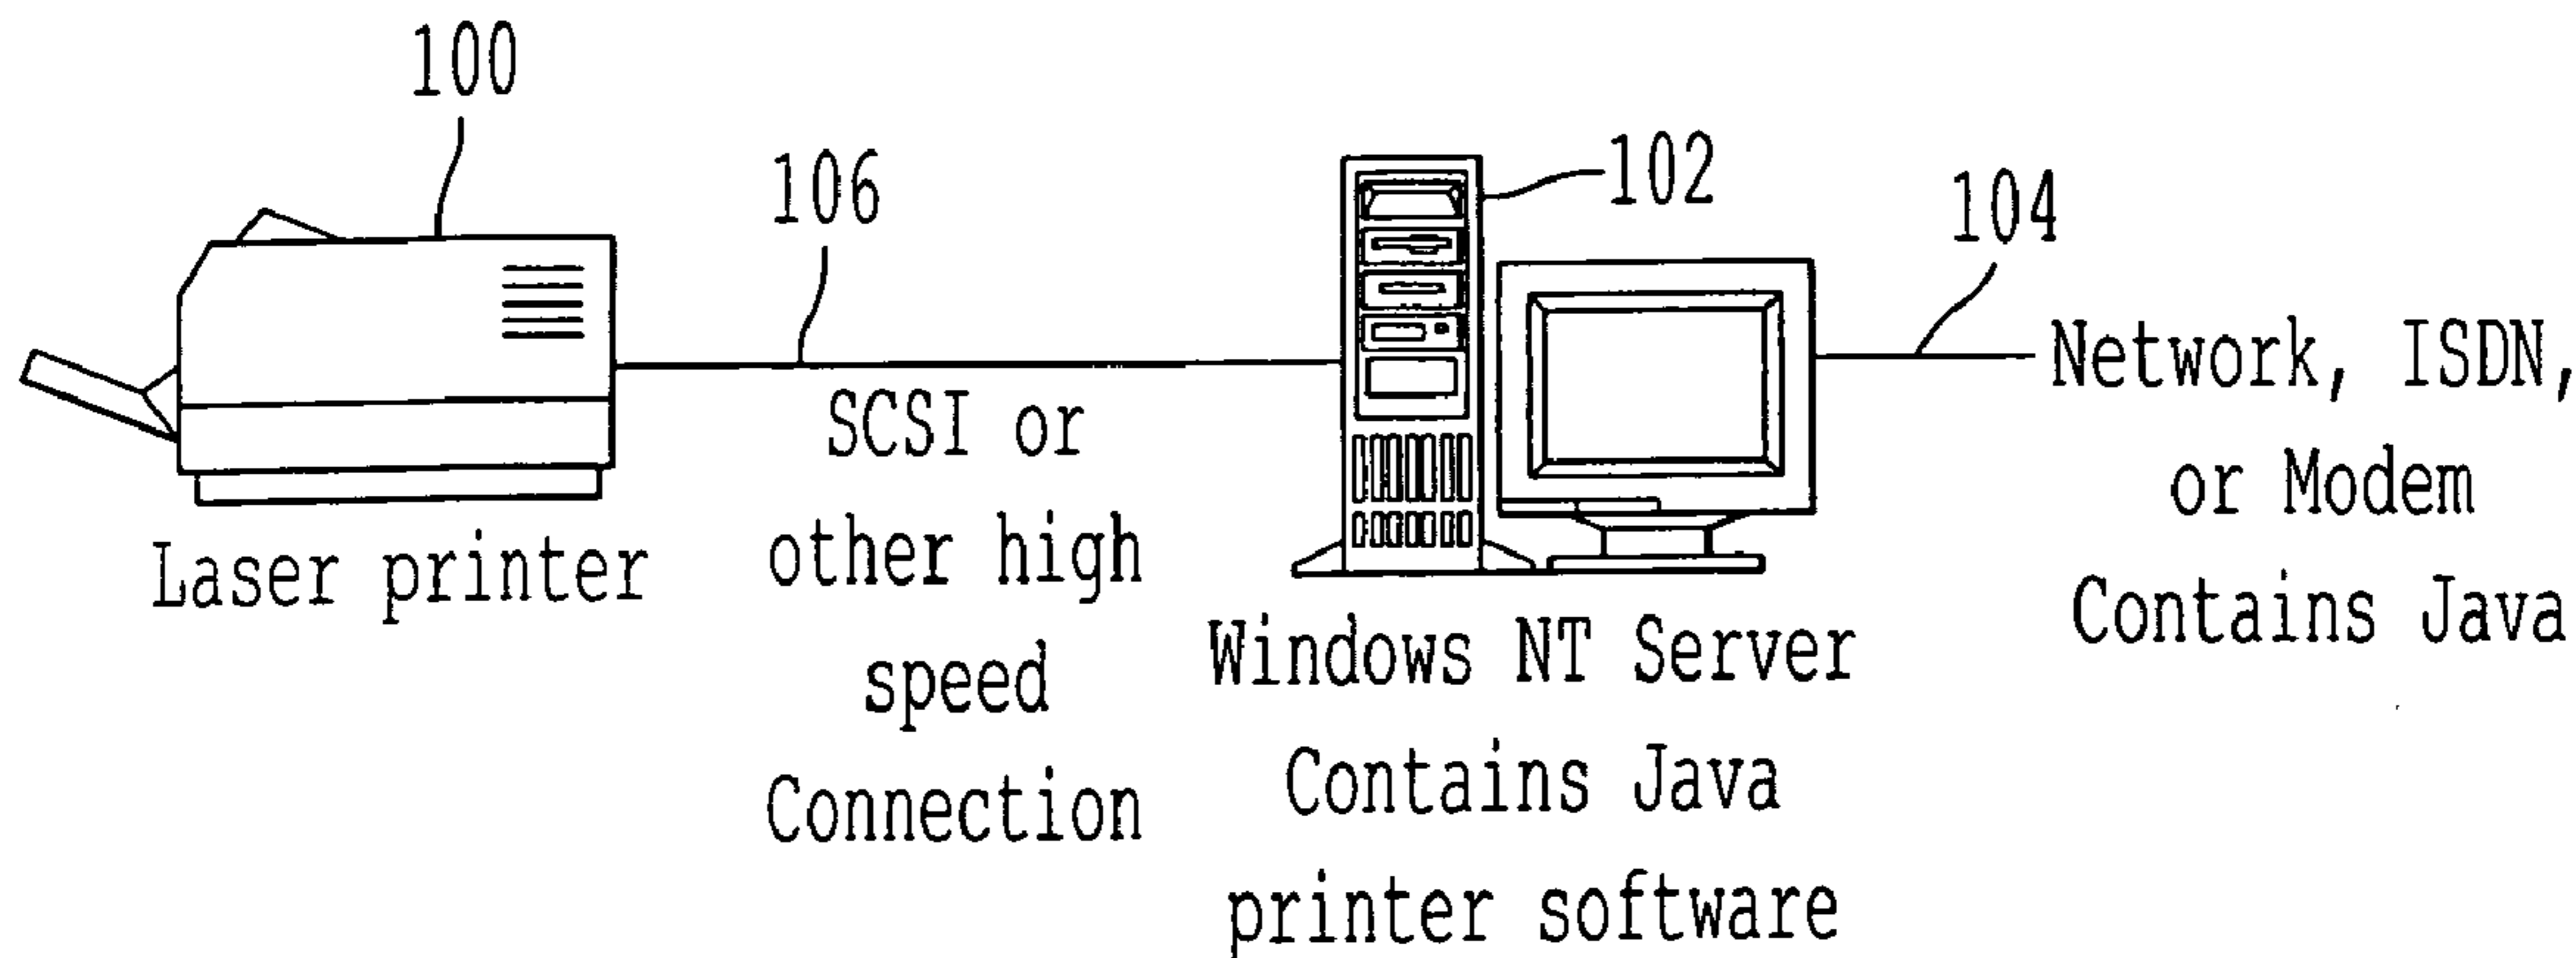 100
106
102
104
Laser printer
SCSI or
other high
speed
Connection
Windows NT Server
Contains Java
printer software
Network, ISDN,
or Modem
Contains Java